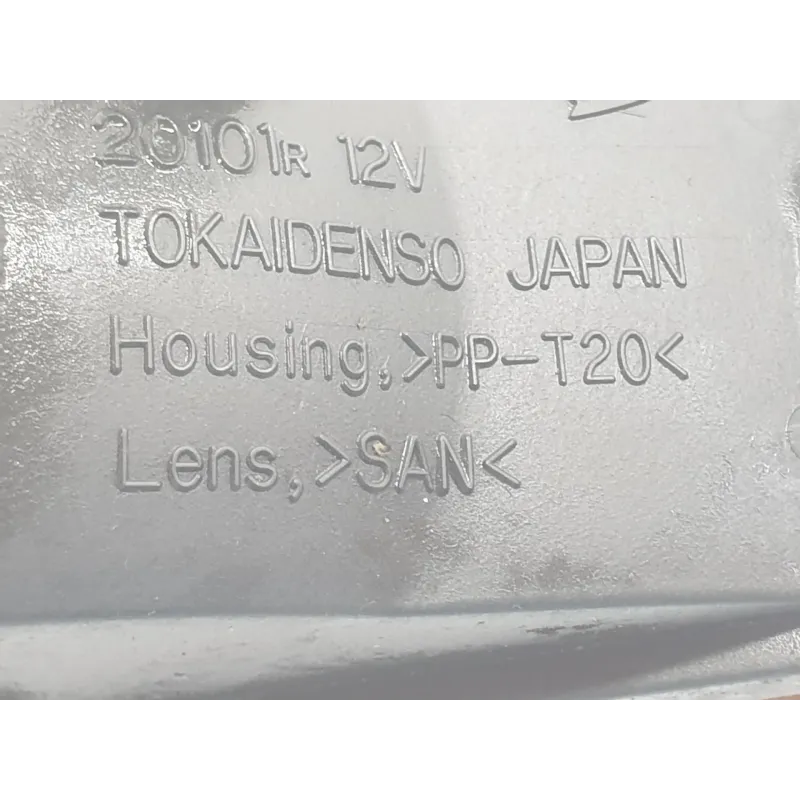 20101R 12V
TOKAIDENSO JAPAN
Housing,>PP-T20<
Lens,>SAN<